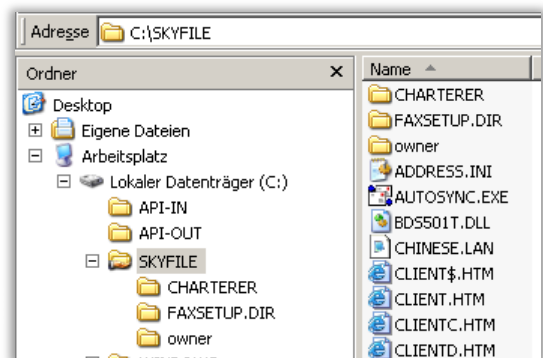 Adresse C:\SKYFILE
Ordner
Desktop
Eigene Dateien
Arbeitsplatz
Lokaler Datenträger (C:)
API-IN
API-OUT
SKYFILE
CHARTERER
FAXSETUP.DIR
owner
Name
CHARTERER
FAXSETUP.DIR
owner
ADDRESS.INI
AUTOSYNC.EXE
BDS501T.DLL
CHINESE.LAN
CLIENT$.HTM
CLIENT.HTM
CLIENTC.HTM
CLIENTD.HTM